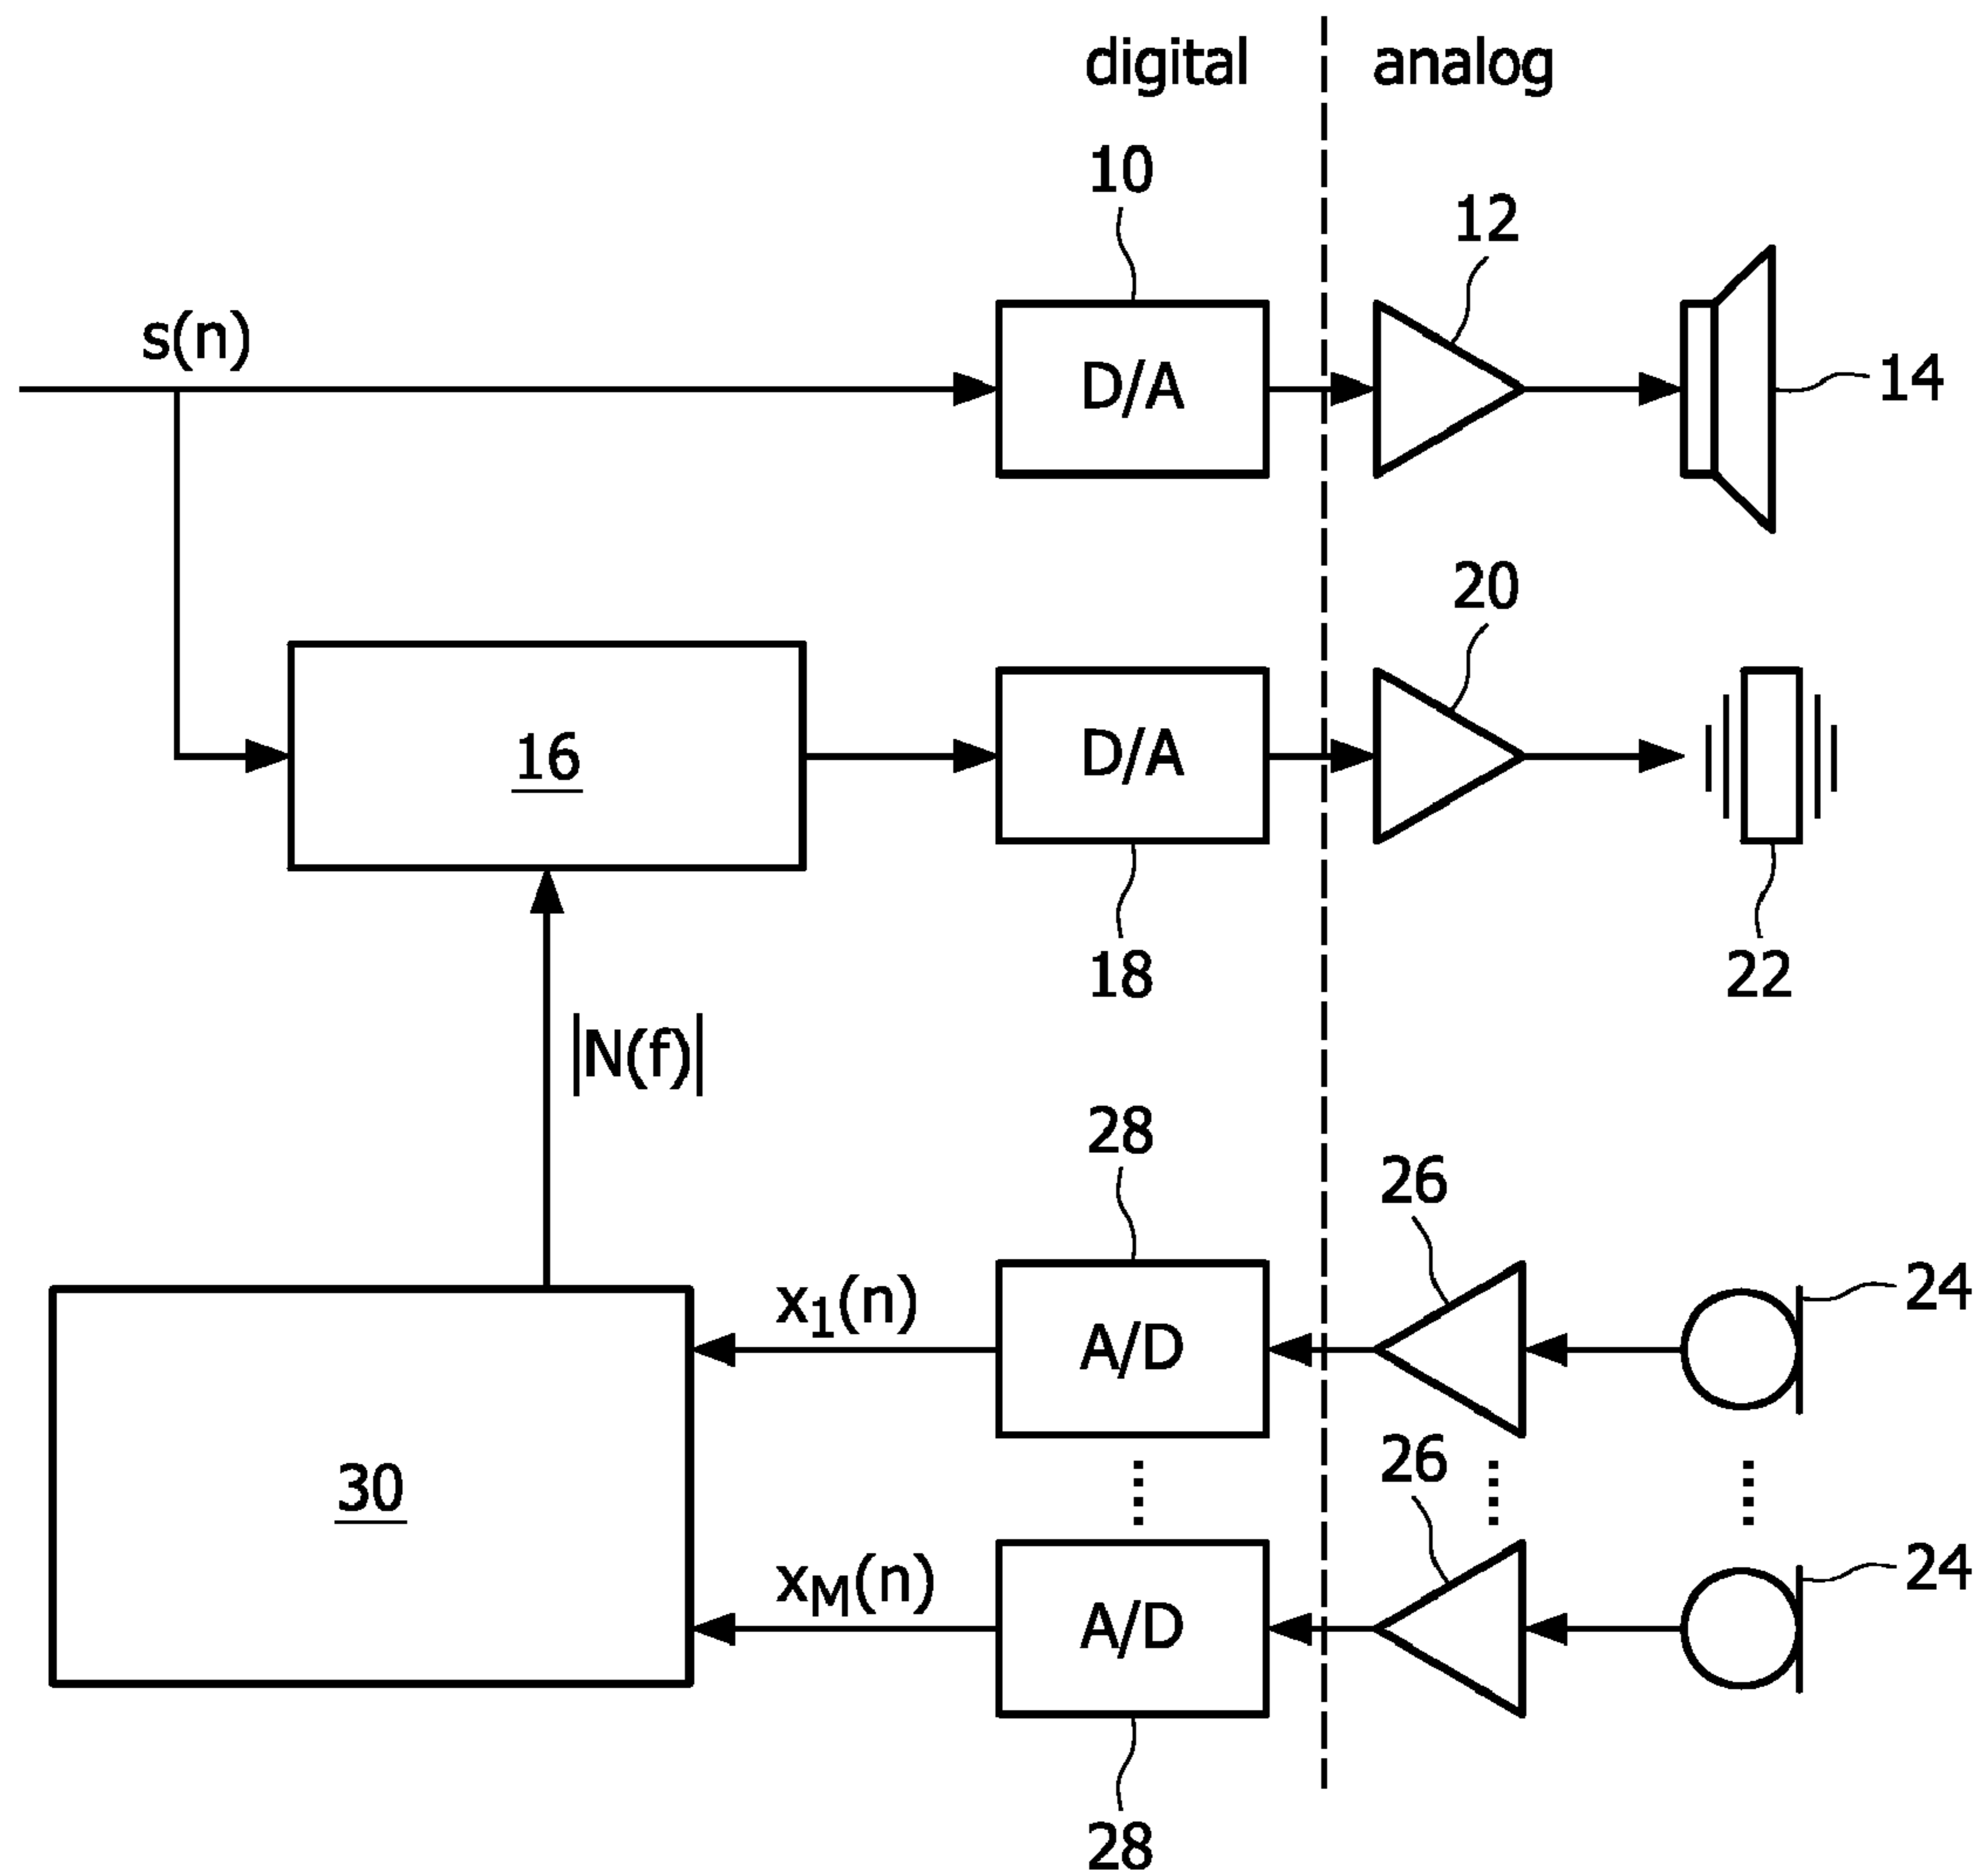 digital analog
10
12
s(n)
D/A
14
20
16
D/A
18
22
|N(f)|
28
26
24
x1(n)
A/D
26
24
30
xM(n)
A/D
28